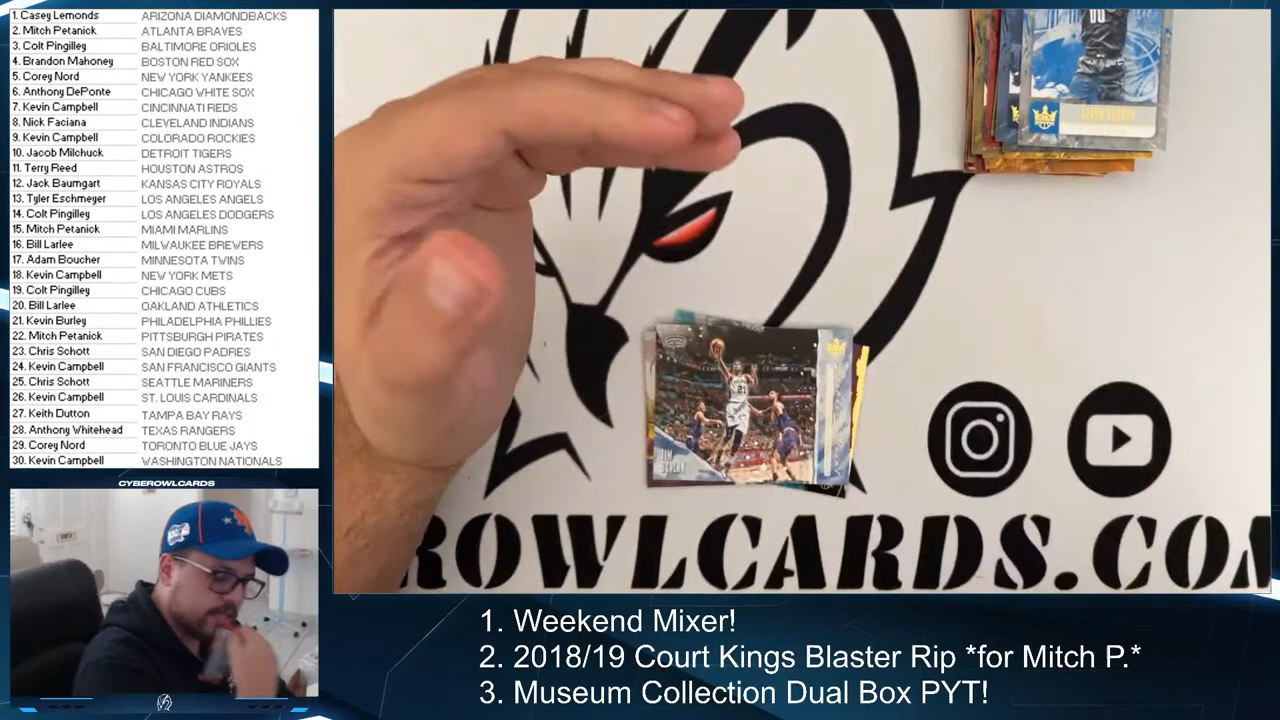 1. Casey Lemonds ARIZONA DIAMONDBACKS
2. Mitch Petanick ATLANTA BRAVES
3. Colt Pingilley BALTIMORE ORIOLES
4. Brandon Mahoney BOSTON RED SOX
5. Corey Nord NEW YORK YANKEES
6. Anthony DePonte CHICAGO WHITE SOX
7. Kevin Campbell CINCINNATI REDS
8. Nick Faciana CLEVELAND INDIANS
9. Kevin Campbell COLORADO ROCKIES
10. Jacob Milchuck DETROIT TIGERS
11. Terry Reed HOUSTON ASTROS
12. Jack Baumgart KANSAS CITY ROYALS
13. Tyler Eschmeyer LOS ANGELES ANGELS
14. Colt Pingilley LOS ANGELES DODGERS
15. Mitch Petanick MIAMI MARLINS
16. Bill Larlee MILWAUKEE BREWERS
17. Adam Boucher MINNESOTA TWINS
18. Kevin Campbell NEW YORK METS
19. Colt Pingilley CHICAGO CUBS
20. Bill Larlee OAKLAND ATHLETICS
21. Kevin Burley PHILADELPHIA PHILLIES
22. Mitch Petanick PITTSBURGH PIRATES
23. Chris Schott SAN DIEGO PADRES
24. Kevin Campbell SAN FRANCISCO GIANTS
25. Chris Schott SEATTLE MARINERS
26. Kevin Campbell ST. LOUIS CARDINALS
27. Keith Dutton TAMPA BAY RAYS
28. Anthony Whitehead TEXAS RANGERS
29. Corey Nord TORONTO BLUE JAYS
30. Kevin Campbell WASHINGTON NATIONALS
CYBEROWLCARDS
21
ROWLCARDS.CO
1. Weekend Mixer!
2. 2018/19 Court Kings Blaster Rip *for Mitch P.*
3. Museum Collection Dual Box PYT!